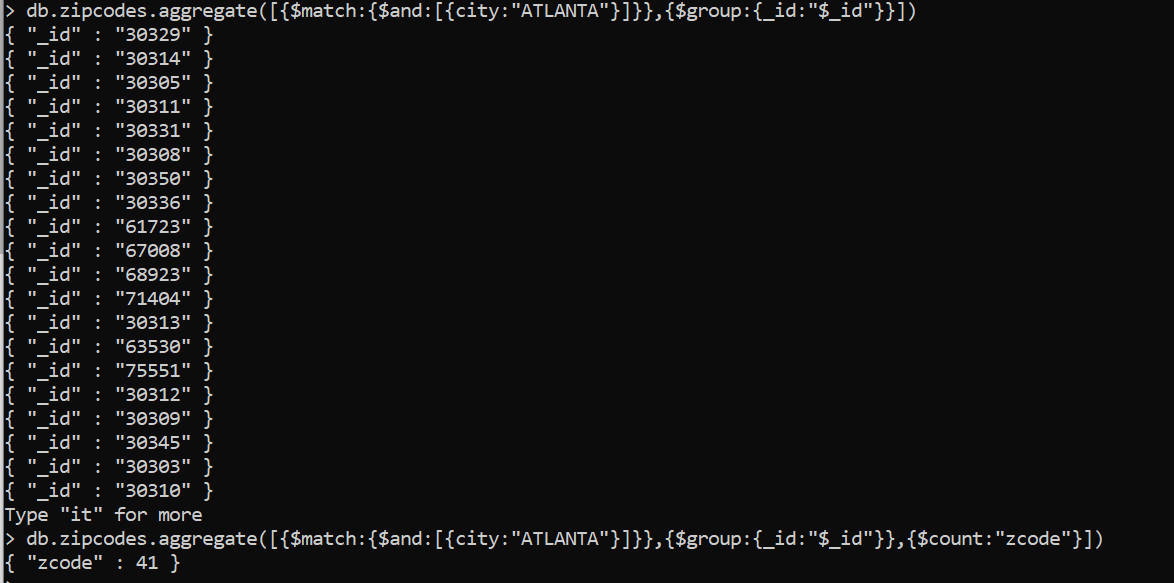 > db.zipcodes.aggregate([{$match:{$and:[{city:"ATLANTA"}]}},{$group:{_id:"$_id"}}])
{ "_id" : "30329" }
{ "_id" : "30314" }
{ "_id" : "30305" }
{ "_id" : "30311" }
{ "_id" : "30331" }
{ "_id" : "30308" }
{ "_id" : "30350" }
{ "_id" : "30336" }
{ "_id" : "61723" }
{ "_id" : "67008" }
{ "_id" : "68923" }
{ "_id" : "71404" }
{ "_id" : "30313" }
{ "_id" : "63530" }
{ "_id" : "75551" }
{ "_id" : "30312" }
{ "_id" : "30309" }
{ "_id" : "30345" }
{ "_id" : "30303" }
{ "_id" : "30310" }
Type "it" for more
> db.zipcodes.aggregate([{$match:{$and:[{city:"ATLANTA"}]}},{$group:{_id:"$_id"}},{$count:"zcode"}])
{ "zcode" : 41 }